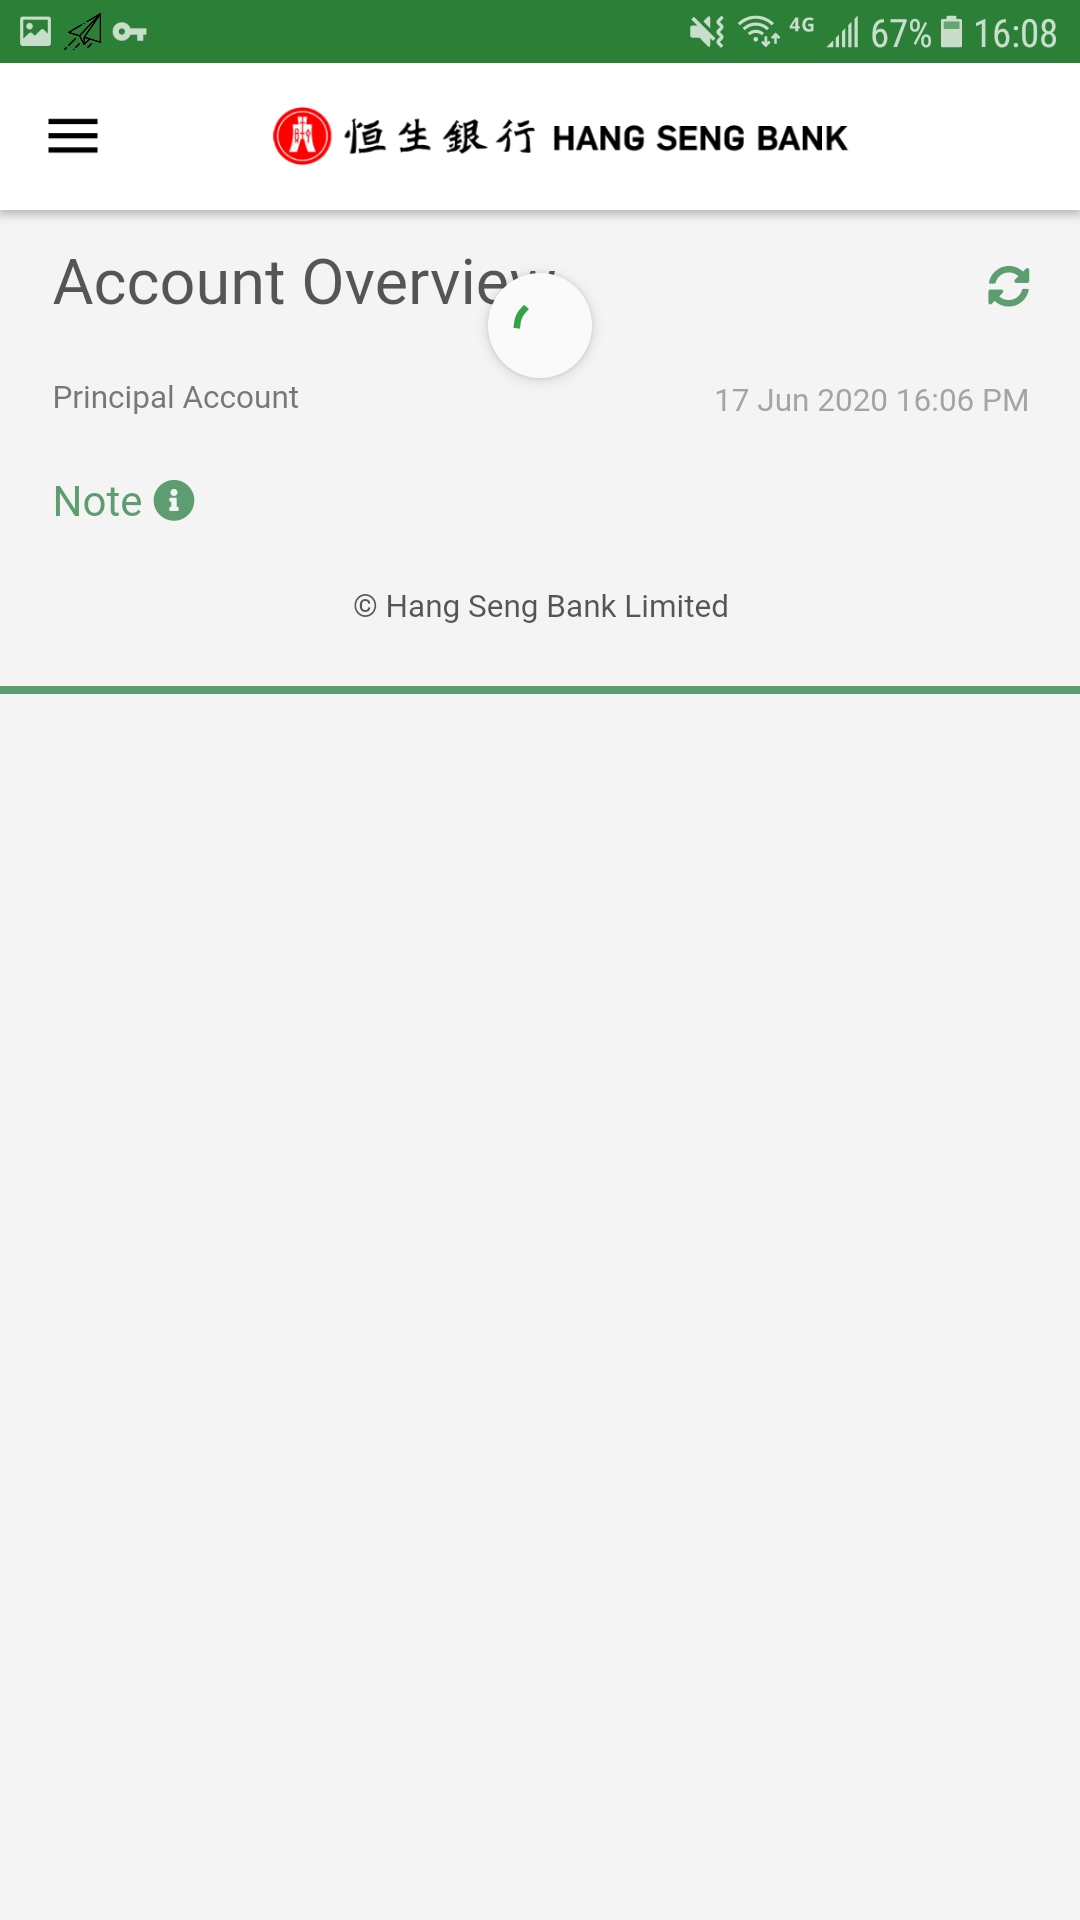 4G 67% 16:08
恒生銀行 HANG SENG BANK
Account Overview
Principal Account 17 Jun 2020 16:06 PM
Note
© Hang Seng Bank Limited